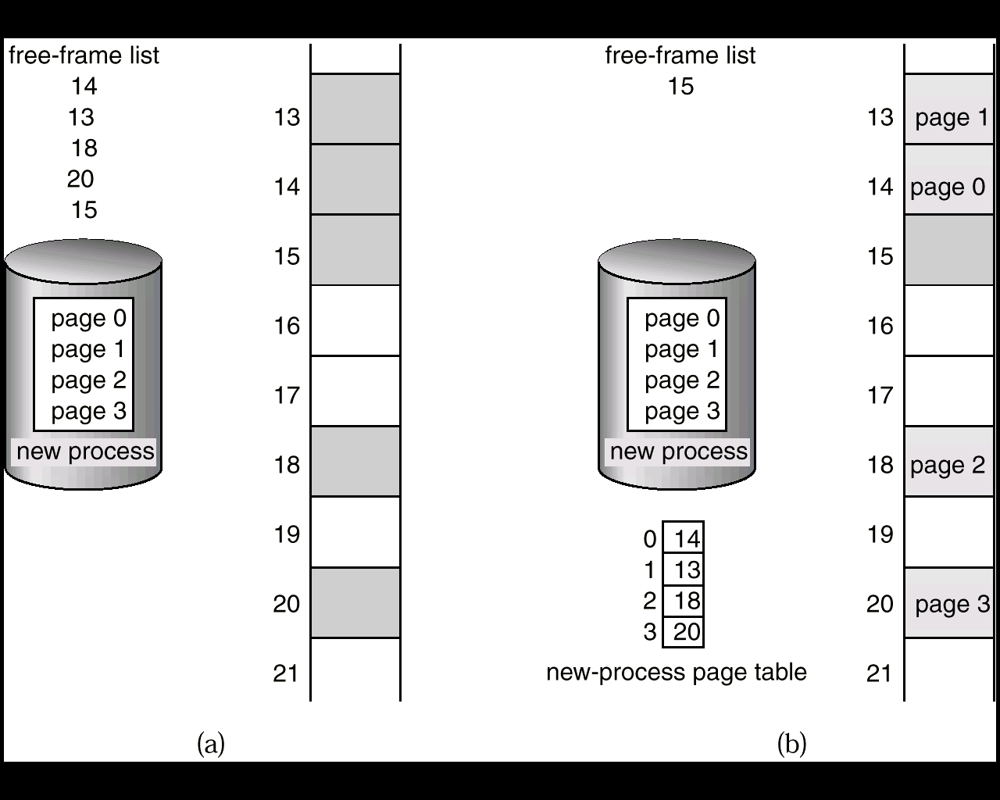 free-frame list
14
13
18
20
15
page 0
page 1
page 2
page 3
new process
13
14
15
16
17
18
19
20
21
(a)
free-frame list
15
page 0
page 1
page 2
page 3
new process
0 14
1 13
2 18
3 20
new-process page table
13 page 1
14 page 0
15
16
17
18 page 2
19
20 page 3
21
(b)